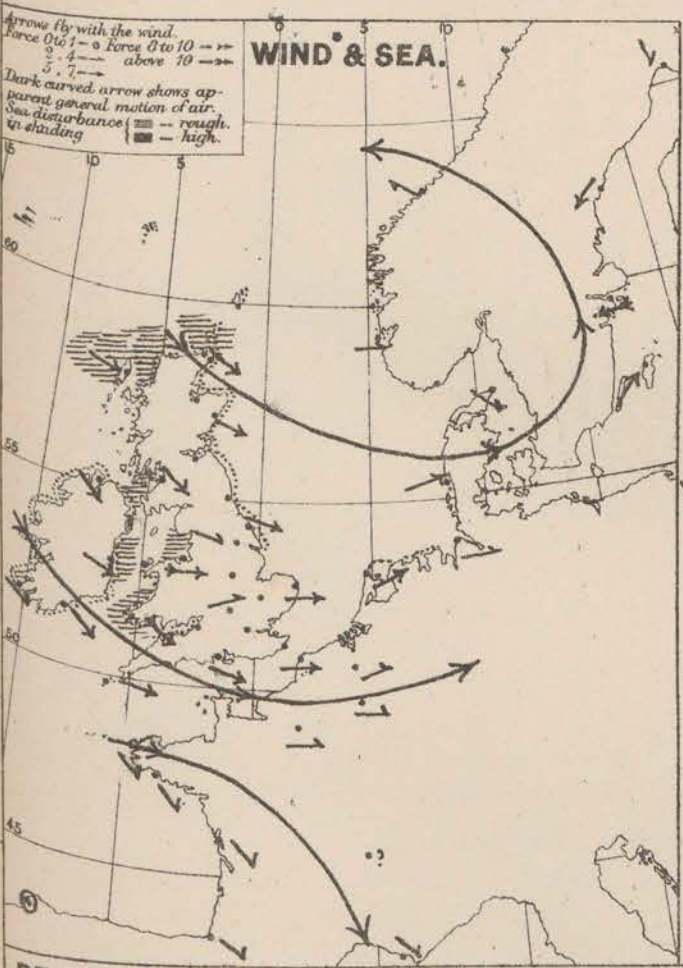 Arrows fly with the wind.
Force 0 to 1 Force 8 to 10
2 . 4 above 10
5 . 7
Dark curved arrow shows ap-
parent general motion of air.
Sea disturbance rough.
in shading high.
WIND & SEA.
0 5 10
15 10 5
60
55
50
45
?